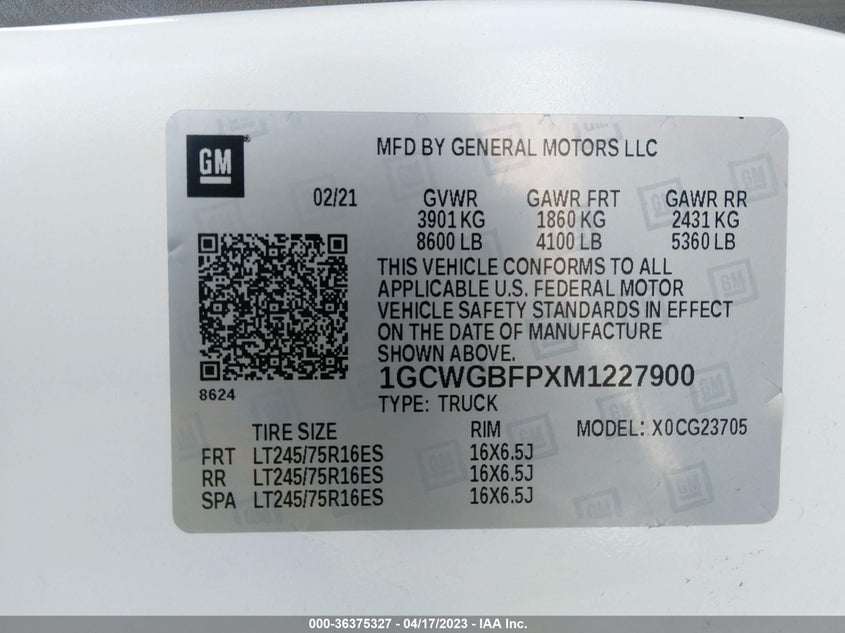 GM
MFD BY GENERAL MOTORS LLC
02/21 GVWR GAWR FRT GAWR RR
3901 KG 1860 KG 2431 KG
8600 LB 4100 LB 5360 LB
THIS VEHICLE CONFORMS TO ALL
APPLICABLE U.S. FEDERAL MOTOR
VEHICLE SAFETY STANDARDS IN EFFECT
ON THE DATE OF MANUFACTURE
SHOWN ABOVE.
8624
1GCWGBFPXM1227900
TYPE: TRUCK
TIRE SIZE RIM MODEL: X0CG23705
FRT LT245/75R16ES 16X6.5J
RR LT245/75R16ES 16X6.5J
SPA LT245/75R16ES 16X6.5J
000-36375327 - 04/17/2023 - IAA Inc.